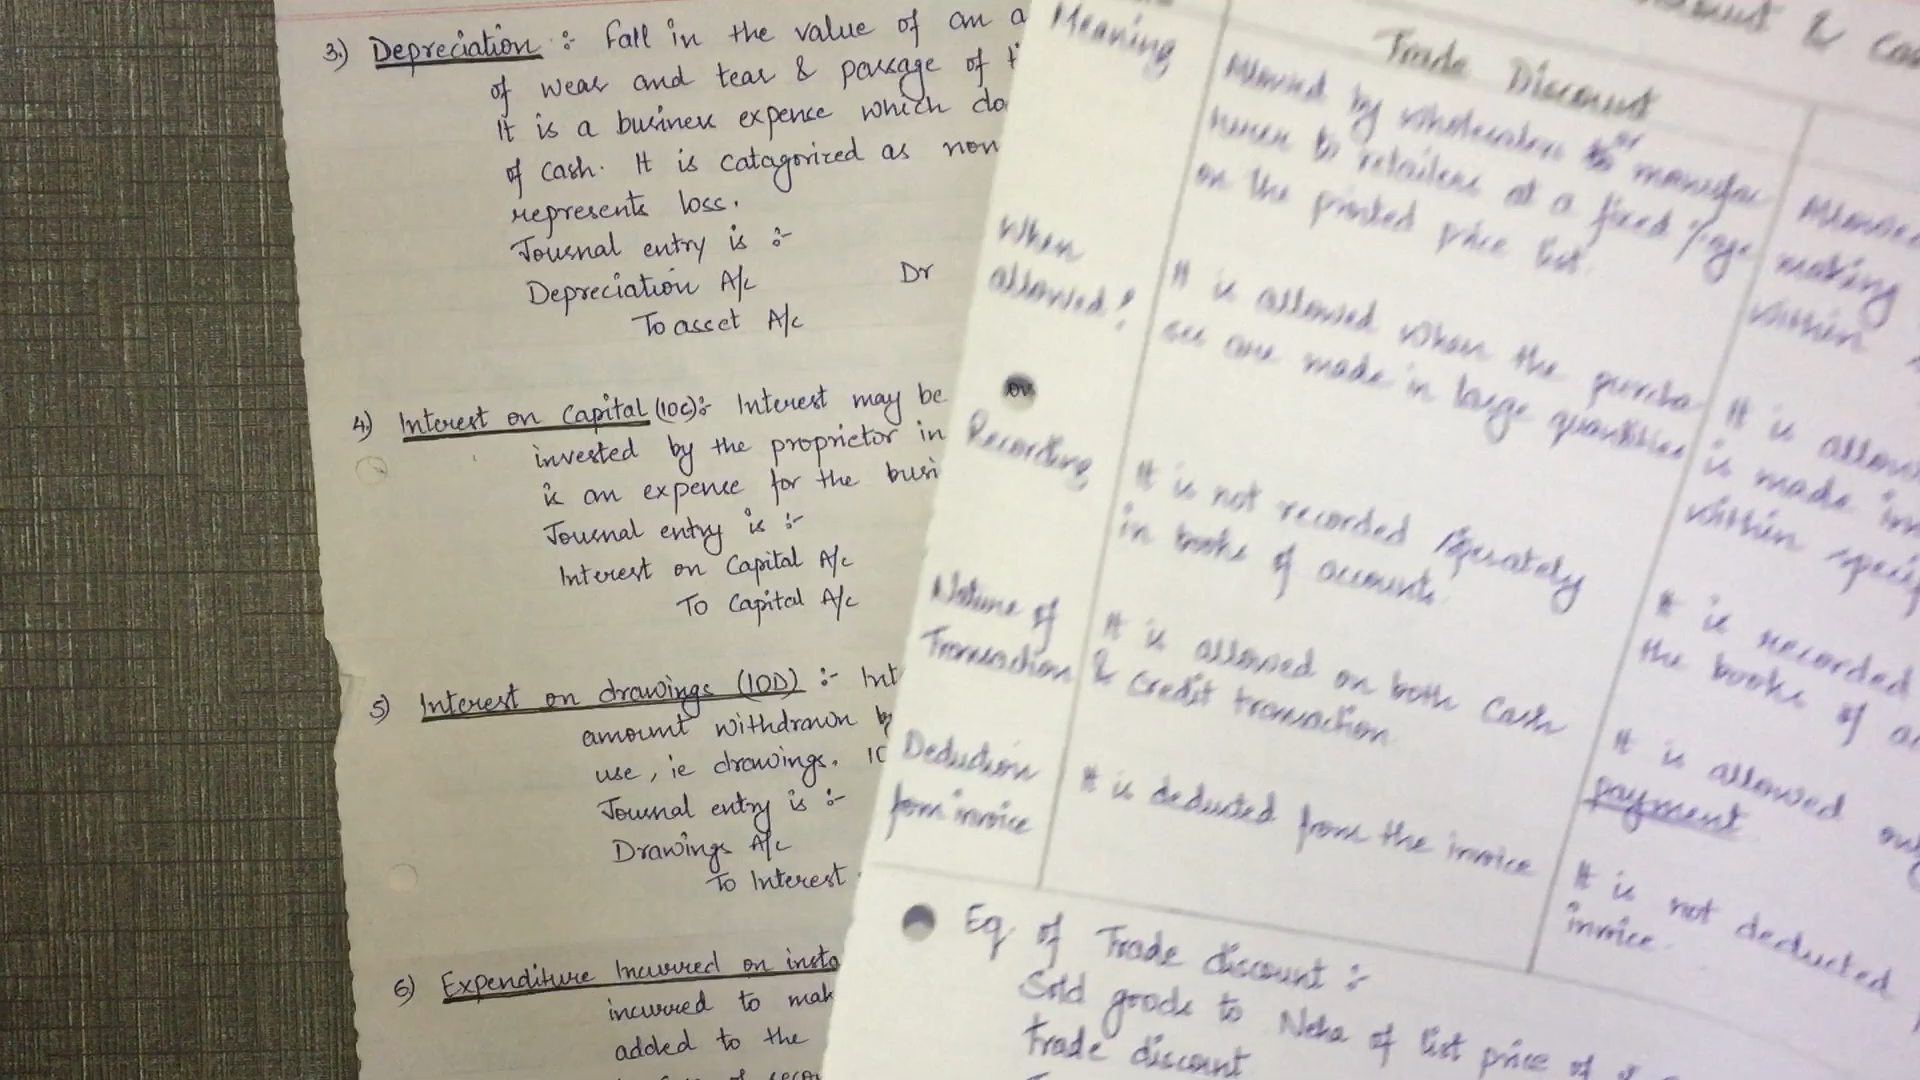 3.) Depreciation :- Fall in the value of an a
of wear and tear & passage of
It is a business expence which do
of cash. It is catagorized as non
represents loss.
Journal entry is :-
Depreciation A/c Dr
To asset A/c
4.) Interest on Capital (IOC):- Interest may be
invested by the proprietor in
is an expence for the busi
Journal entry is :-
Interest on Capital A/c
To Capital A/c
5) Interest on drawings (IOD) :- Int
amount withdrawn by
use, ie drawings.
Journal entry is :-
Drawings A/c
To Interest
6) Expenditure Incurred on insta
incurred to mak
added to the
& Cas
Trade Discount
Meaning
Allowed by wholesalers or manufac
turers to retailers at a fixed %age
on the printed price list.
making
within
When
allowed?
It is allowed when the purcha
ses are made in large quantities
It is allow
is made
within speci
Recording
It is not recorded seperately
in books of accounts.
It is recorded
the books of a
Nature of
Transaction
It is allowed on both Cash
& credit transaction
It is allowed
payment
Deduction
from invoice
It is deducted from the invoice
It is not deducted
invoice.
Eg. of Trade discount :-
Sold goods to Neha of list price of
Trade discount